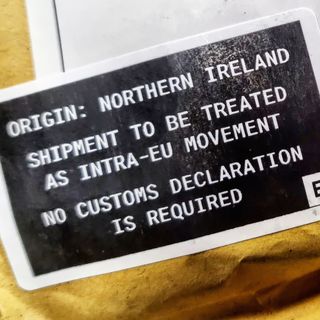 ORIGIN: NORTHERN IRELAND
SHIPMENT TO BE TREATED
AS INTRA-EU MOVEMENT
NO CUSTOMS DECLARATION
IS REQUIRED